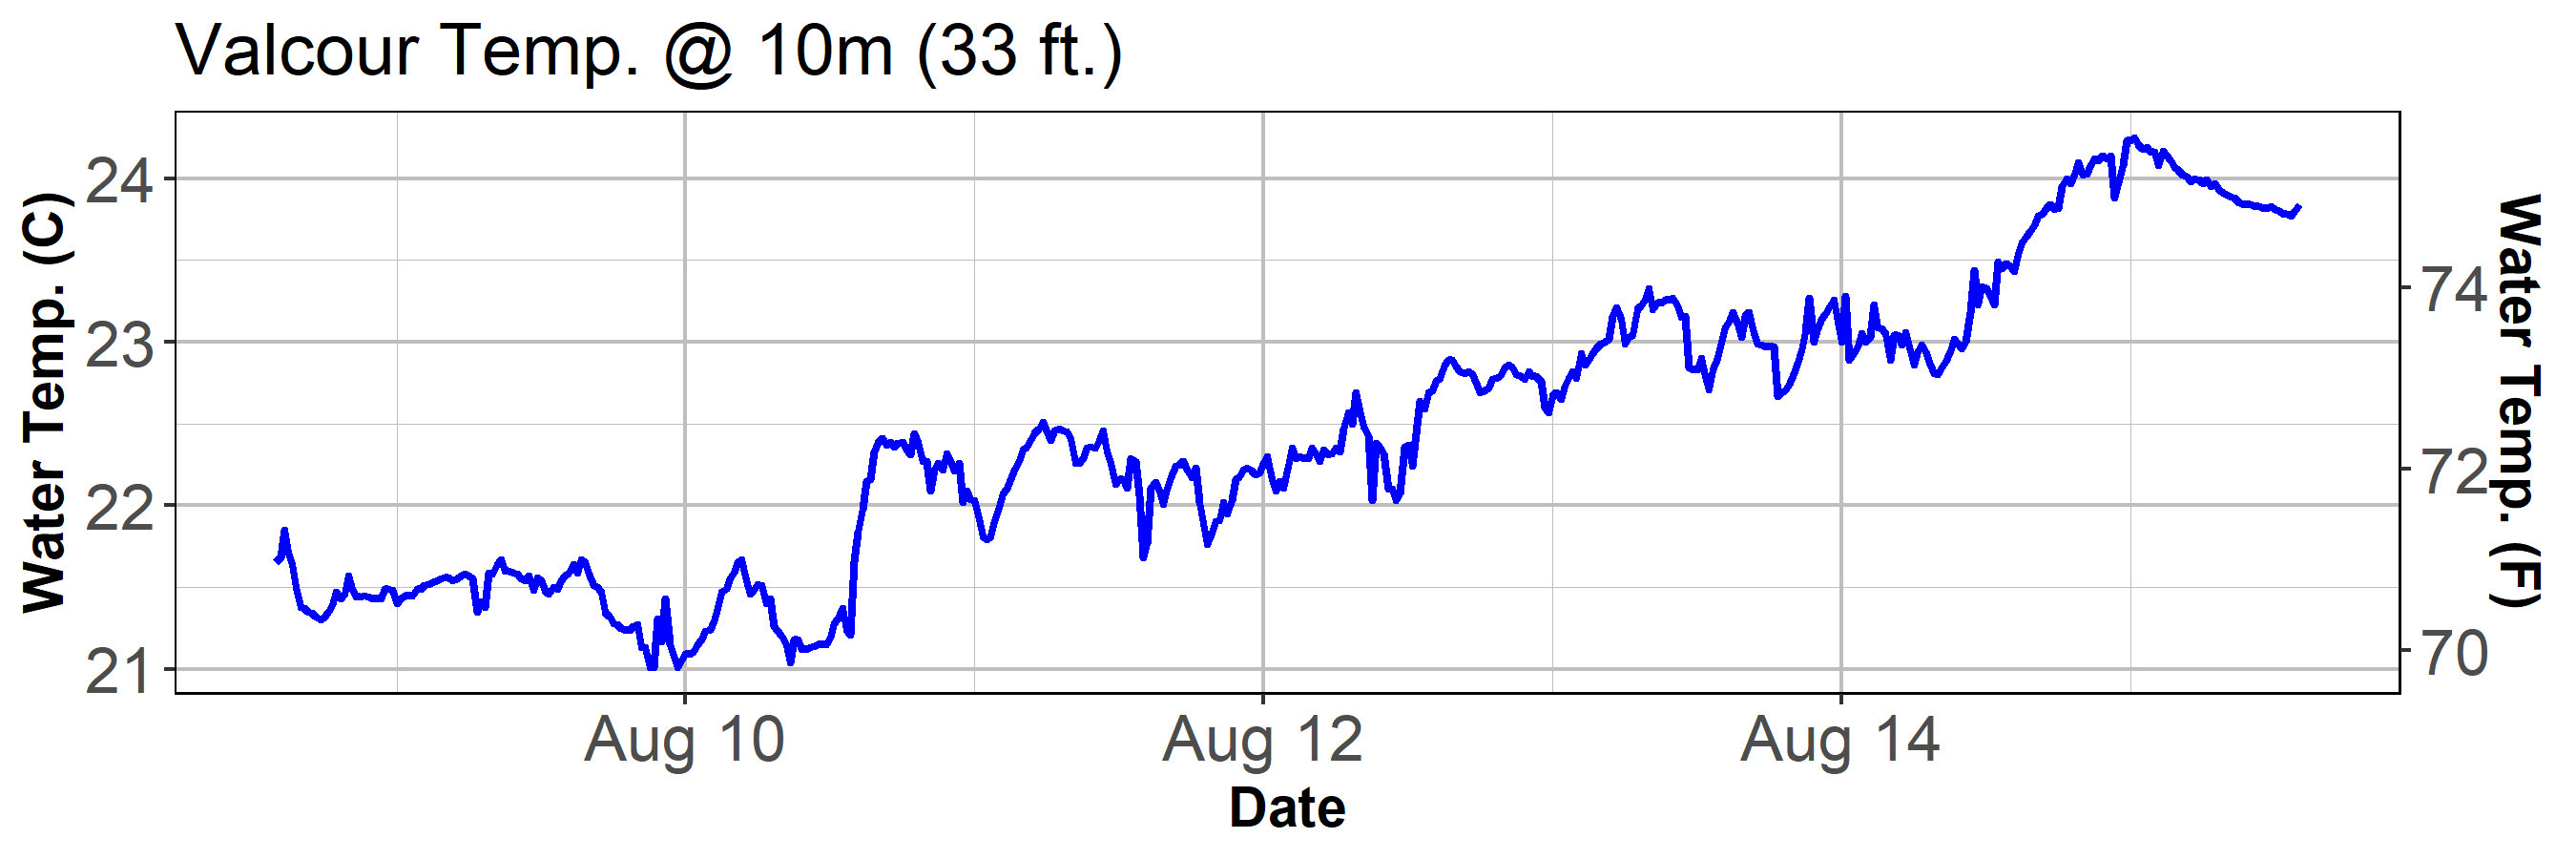 Valcour Temp. @ 10m (33 ft.)
Water Temp. (C)
24
23
22
21
74
72
70
Water Temp. (F)
Aug 10
Aug 12
Aug 14
Date